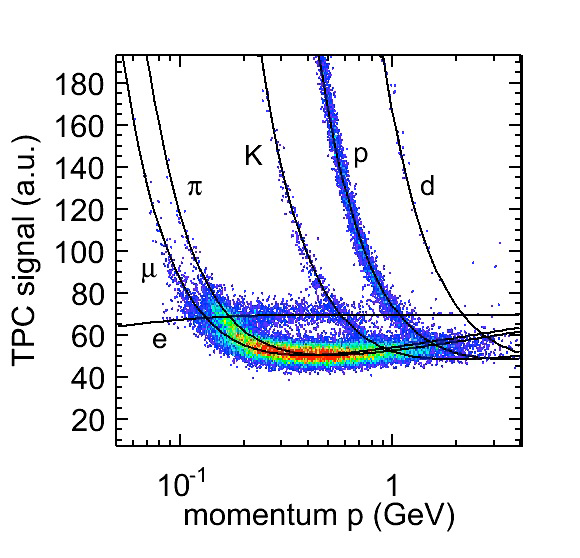 TPC signal (a.u.)
180
160
140
120
100
80
60
40
20
K
p
π
d
μ
e
10⁻¹
1
momentum p (GeV)